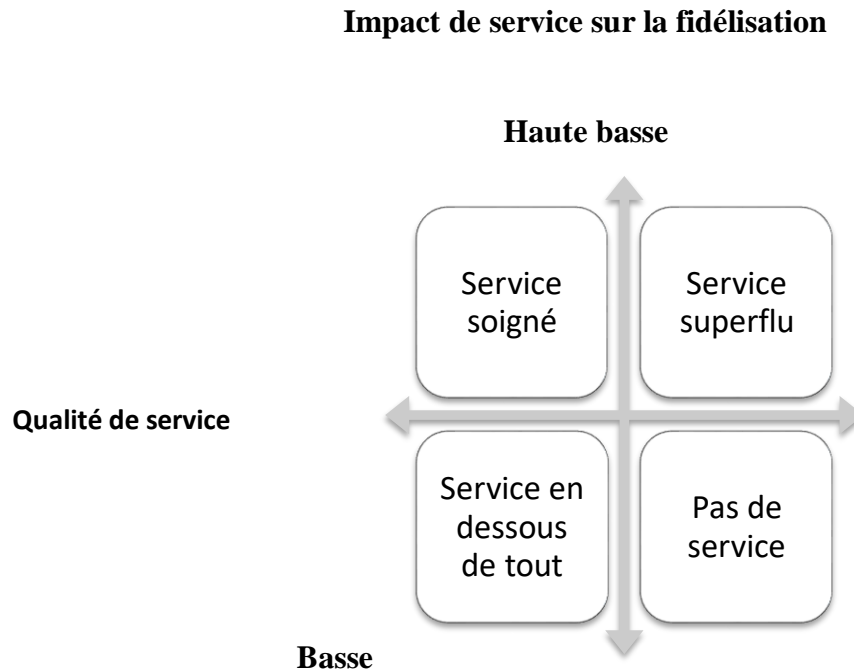 Impact de service sur la fidélisation
Haute basse
Service
soigné
Service
superflu
Qualité de service
Service en
dessous
de tout
Pas de
service
Basse